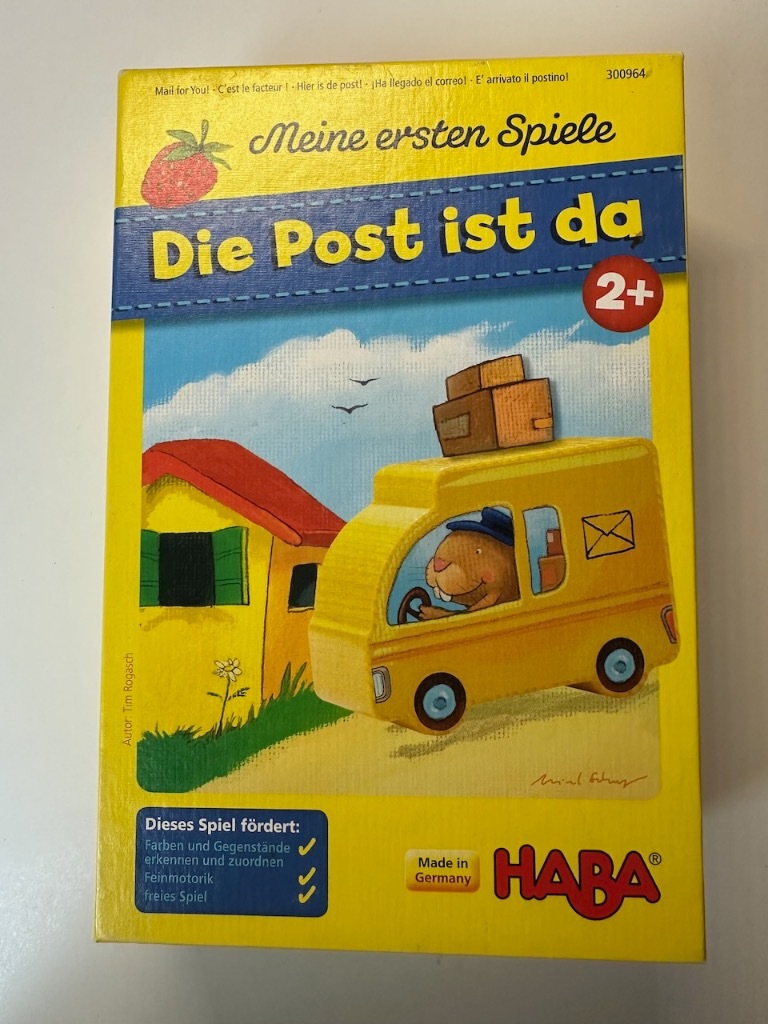 Mail for You! · C'est le facteur ! · Hier is de post! · ¡Ha llegado el correo! · E' arrivato il postino!
300964
Meine ersten Spiele
Die Post ist da
2+
Autor: Tim Rogasch
Dieses Spiel fördert:
Farben und Gegenstände
erkennen und zuordnen
Feinmotorik
freies Spiel
Made in
Germany
HABA®